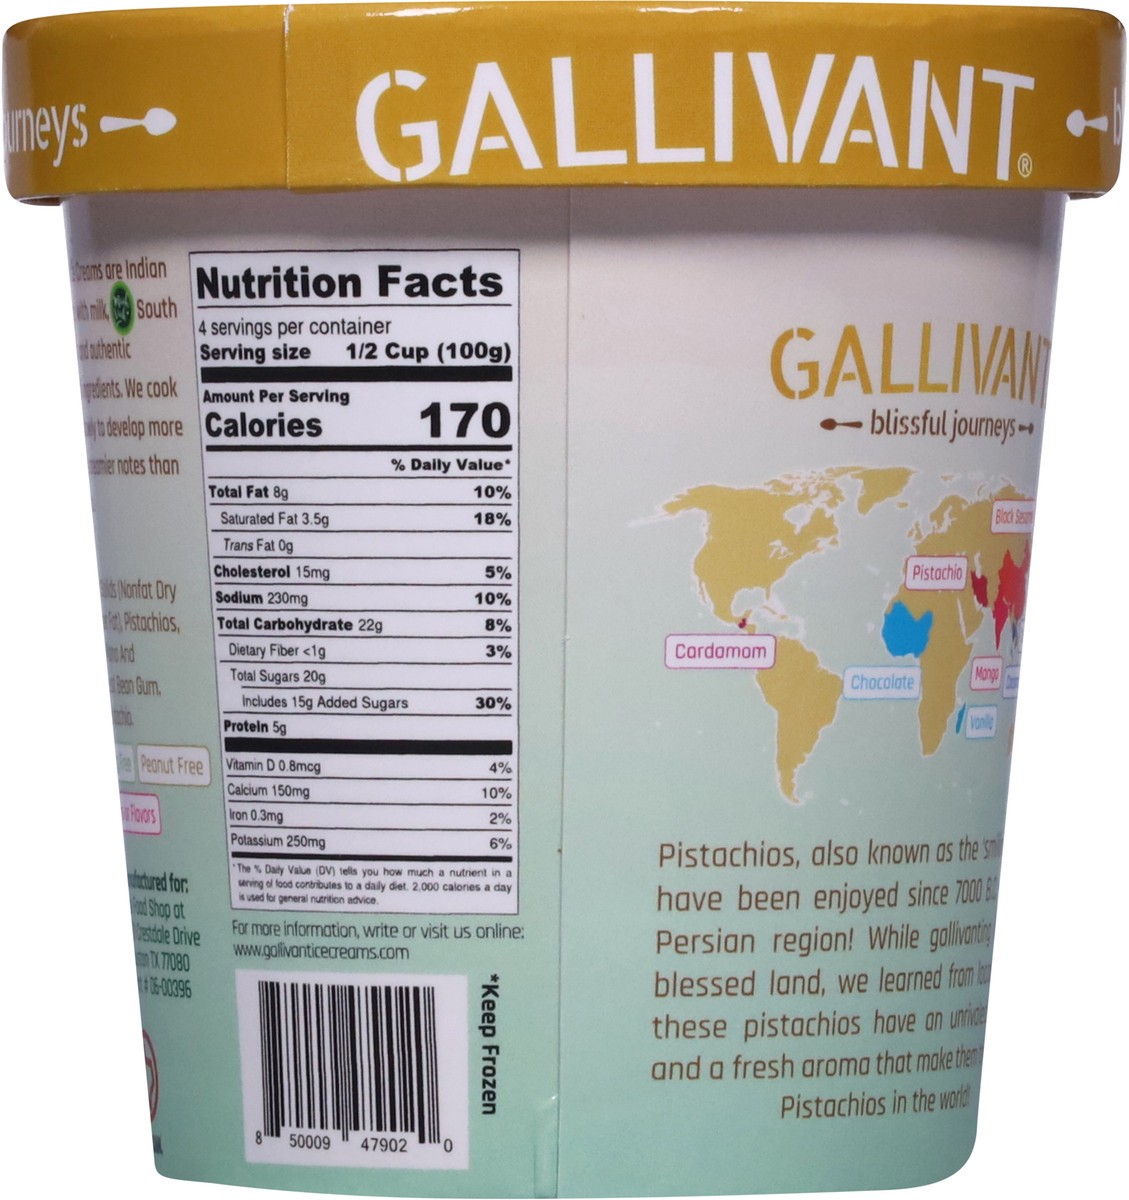 urneys
GALLIVANT®
are Indian
milk, South
authentic
We cook
to develop more
notes than
(Nonfat Dry
Pistachios,
And
Bean Gum.
Peanut Free
Flavors
for:
Food Shop at
Crestdale Drive
TX 77080
# 06-00396
Nutrition Facts
4 servings per container
Serving size 1/2 Cup (100g)
Amount Per Serving
Calories 170
% Daily Value*
Total Fat 8g 10%
Saturated Fat 3.5g 18%
Trans Fat 0g
Cholesterol 15mg 5%
Sodium 230mg 10%
Total Carbohydrate 22g 8%
Dietary Fiber <1g 3%
Total Sugars 20g
Includes 15g Added Sugars 30%
Protein 5g
Vitamin D 0.8mcg 4%
Calcium 150mg 10%
Iron 0.3mg 2%
Potassium 250mg 6%
*The % Daily Value (DV) tells you how much a nutrient in a
serving of food contributes to a daily diet. 2,000 calories a day
is used for general nutrition advice.
For more information, write or visit us online:
www.gallivanticecreams.com
*Keep Frozen
8 50009 47902 0
GALLIVANT
blissful journeys
Black
Pistachio
Cardamom
Chocolate
Mango
Vanilla
Pistachios, also known as the
have been enjoyed since 7000
Persian region! While gallivanting
blessed land, we learned from
these pistachios have an
and a fresh aroma that make them
Pistachios in the world!